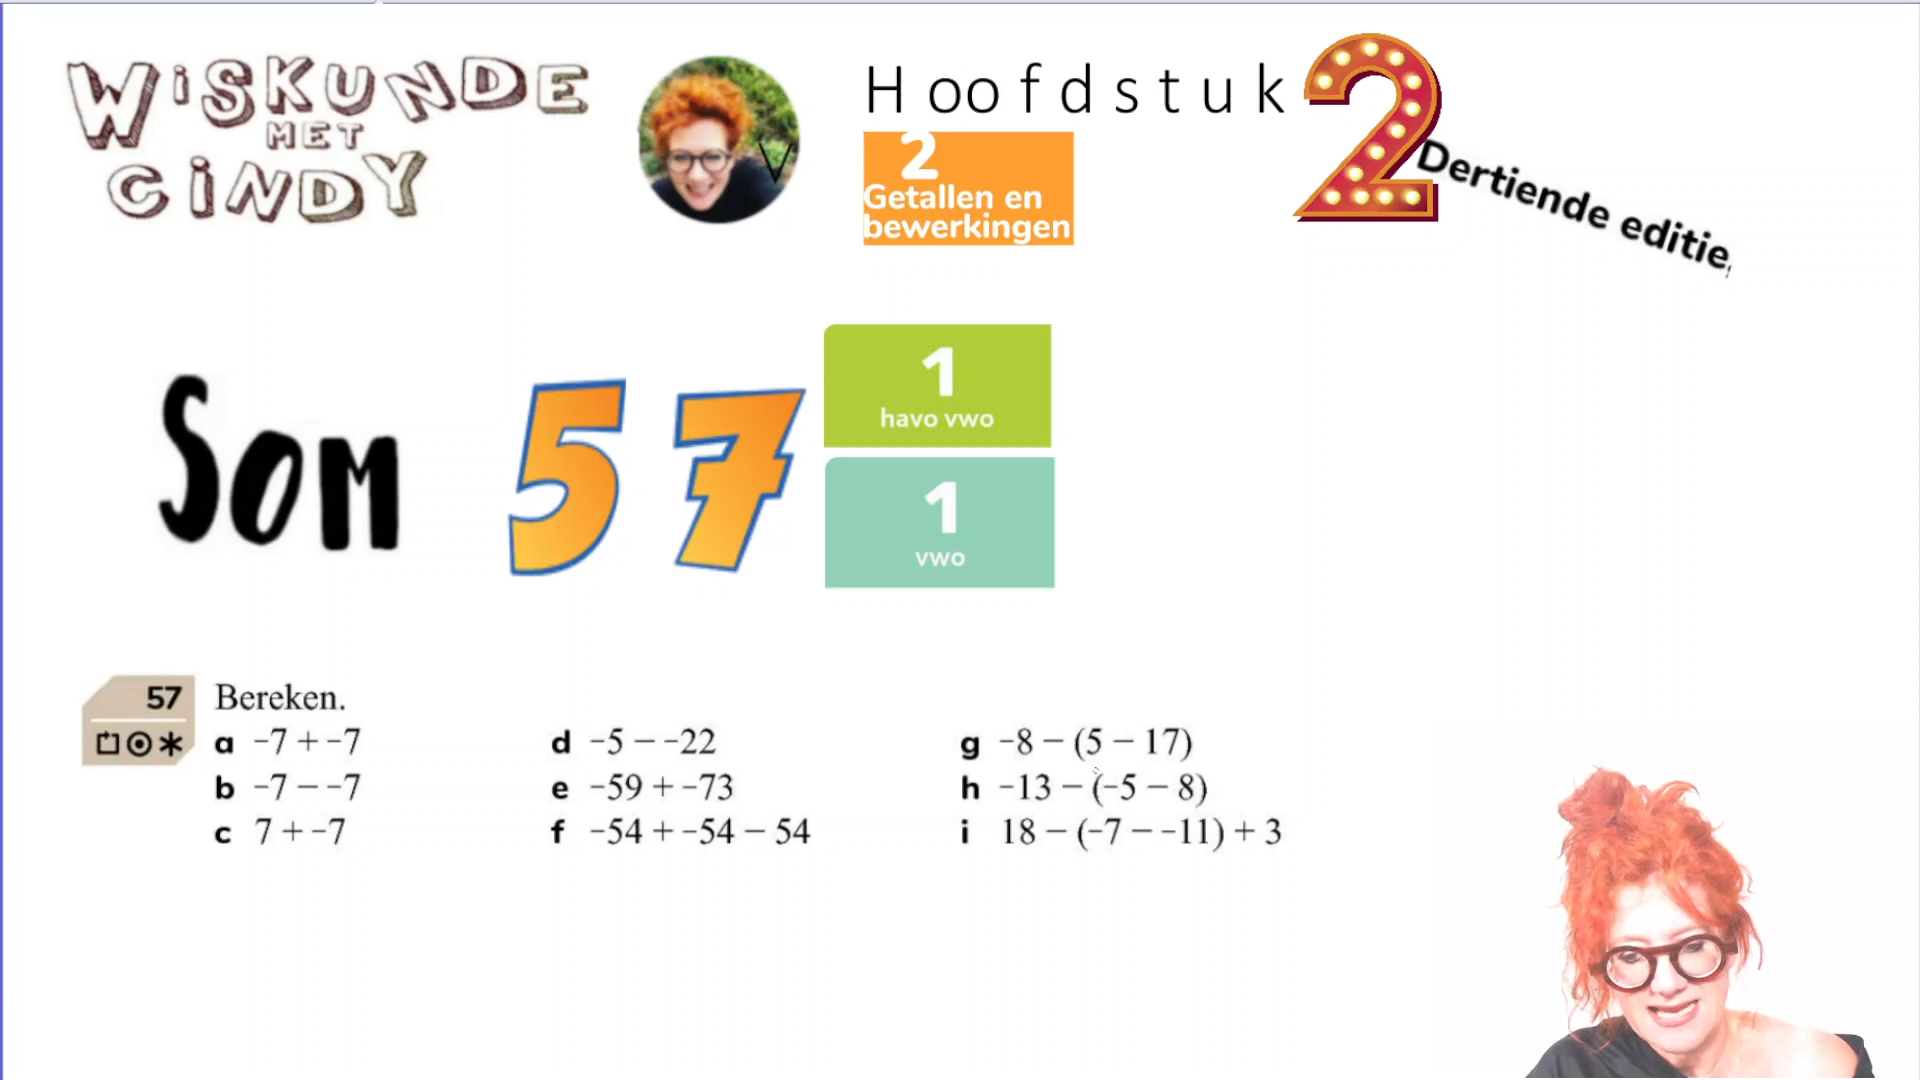 WiSKUNDE
MET
CiNDY
Hoofdstuk 2
2
Getallen en
bewerkingen
Dertiende editie
Som 57
1
havo vwo
1
vwo
57 Bereken.
a -7 + -7
b -7 − -7
c 7 + -7
d -5 − -22
e -59 + -73
f -54 + -54 − 54
g -8 − (5 − 17)
h -13 − (-5 − 8)
i 18 − (-7 − -11) + 3